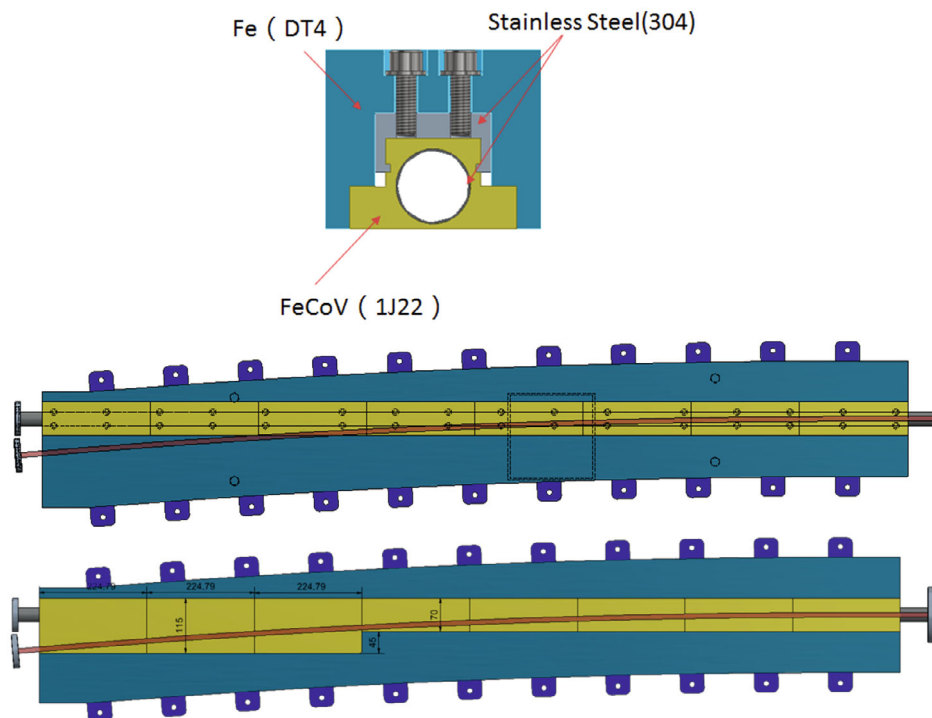 Stainless Steel(304)
Fe（DT4）
FeCoV（1J22）
224.79
224.79
224.79
115
70
45